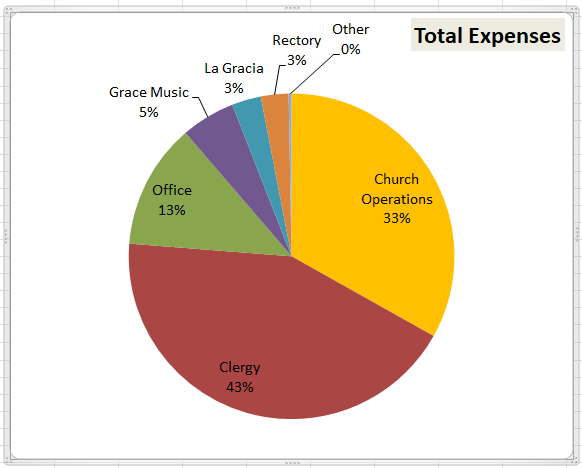 Total Expenses
Other
0%
Rectory
3%
La Gracia
3%
Grace Music
5%
Office
13%
Church
Operations
33%
Clergy
43%